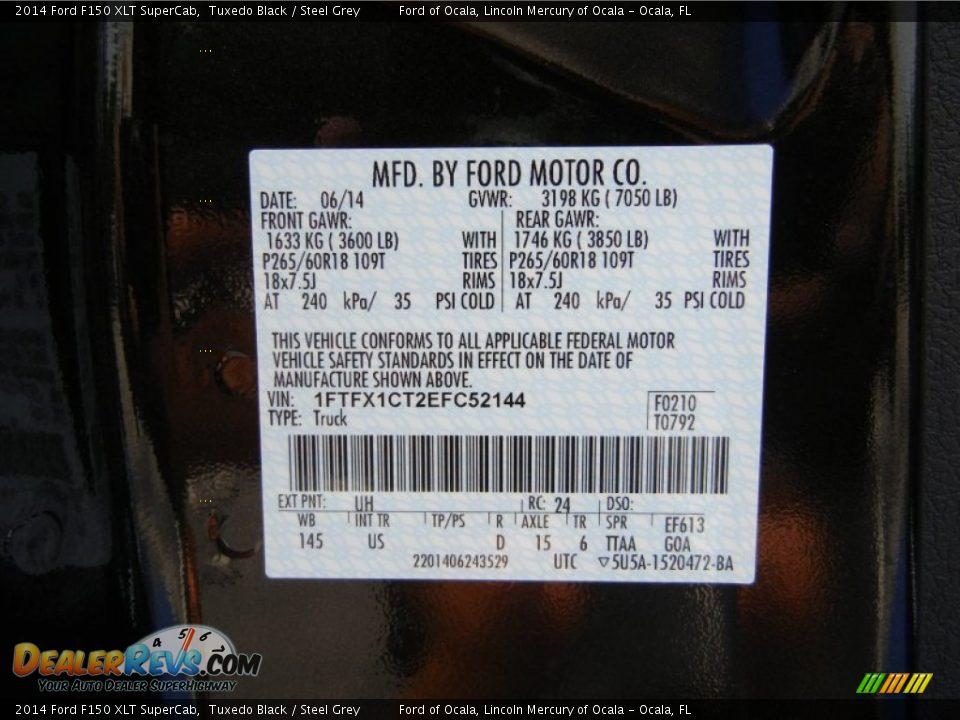 2014 Ford F150 XLT SuperCab, Tuxedo Black / Steel Grey Ford of Ocala, Lincoln Mercury of Ocala - Ocala, FL
MFD. BY FORD MOTOR CO.
DATE: 06/14 GVWR: 3198 KG ( 7050 LB)
FRONT GAWR: REAR GAWR:
1633 KG ( 3600 LB) WITH 1746 KG ( 3850 LB) WITH
P265/60R18 109T TIRES P265/60R18 109T TIRES
18x7.5J RIMS 18x7.5J RIMS
AT 240 kPa/ 35 PSI COLD AT 240 kPa/ 35 PSI COLD
THIS VEHICLE CONFORMS TO ALL APPLICABLE FEDERAL MOTOR
VEHICLE SAFETY STANDARDS IN EFFECT ON THE DATE OF
MANUFACTURE SHOWN ABOVE.
VIN: 1FTFX1CT2EFC52144 F0210
TYPE: Truck T0792
EXT PNT: UH RC: 24 DSO:
WB INT TR TP/PS R AXLE TR SPR EF613
145 US D 15 6 TTAA GOA
2201406243529 UTC ▽5U5A-1520472-BA
4 5 6
DEALERREVS.COM
Your Auto Dealer SuperHighway
2014 Ford F150 XLT SuperCab, Tuxedo Black / Steel Grey Ford of Ocala, Lincoln Mercury of Ocala - Ocala, FL